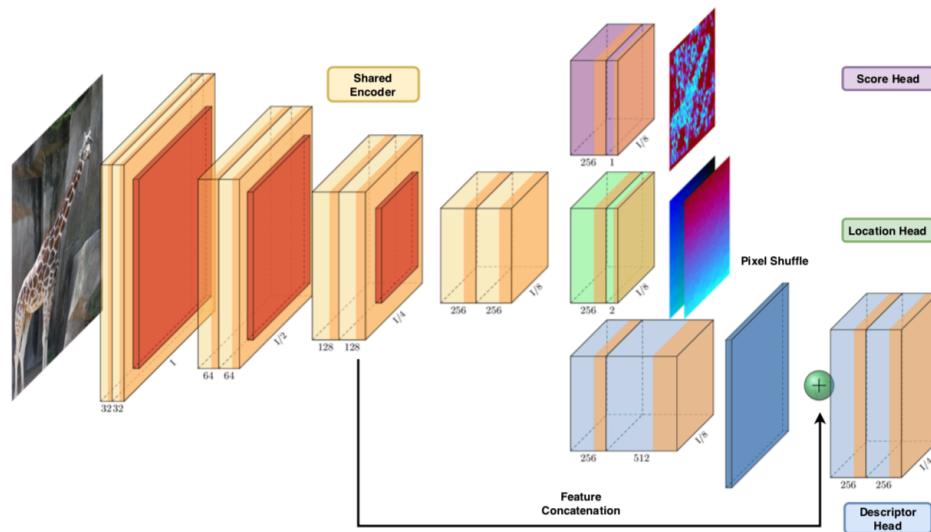 Shared
Encoder
Score Head
Location Head
Pixel Shuffle
Feature
Concatenation
Descriptor
Head
32 32
1
64 64
1/2
128 128
1/4
256 256
1/8
256 1
1/8
256 2
1/8
256 512
1/8
+
256 256
1/4